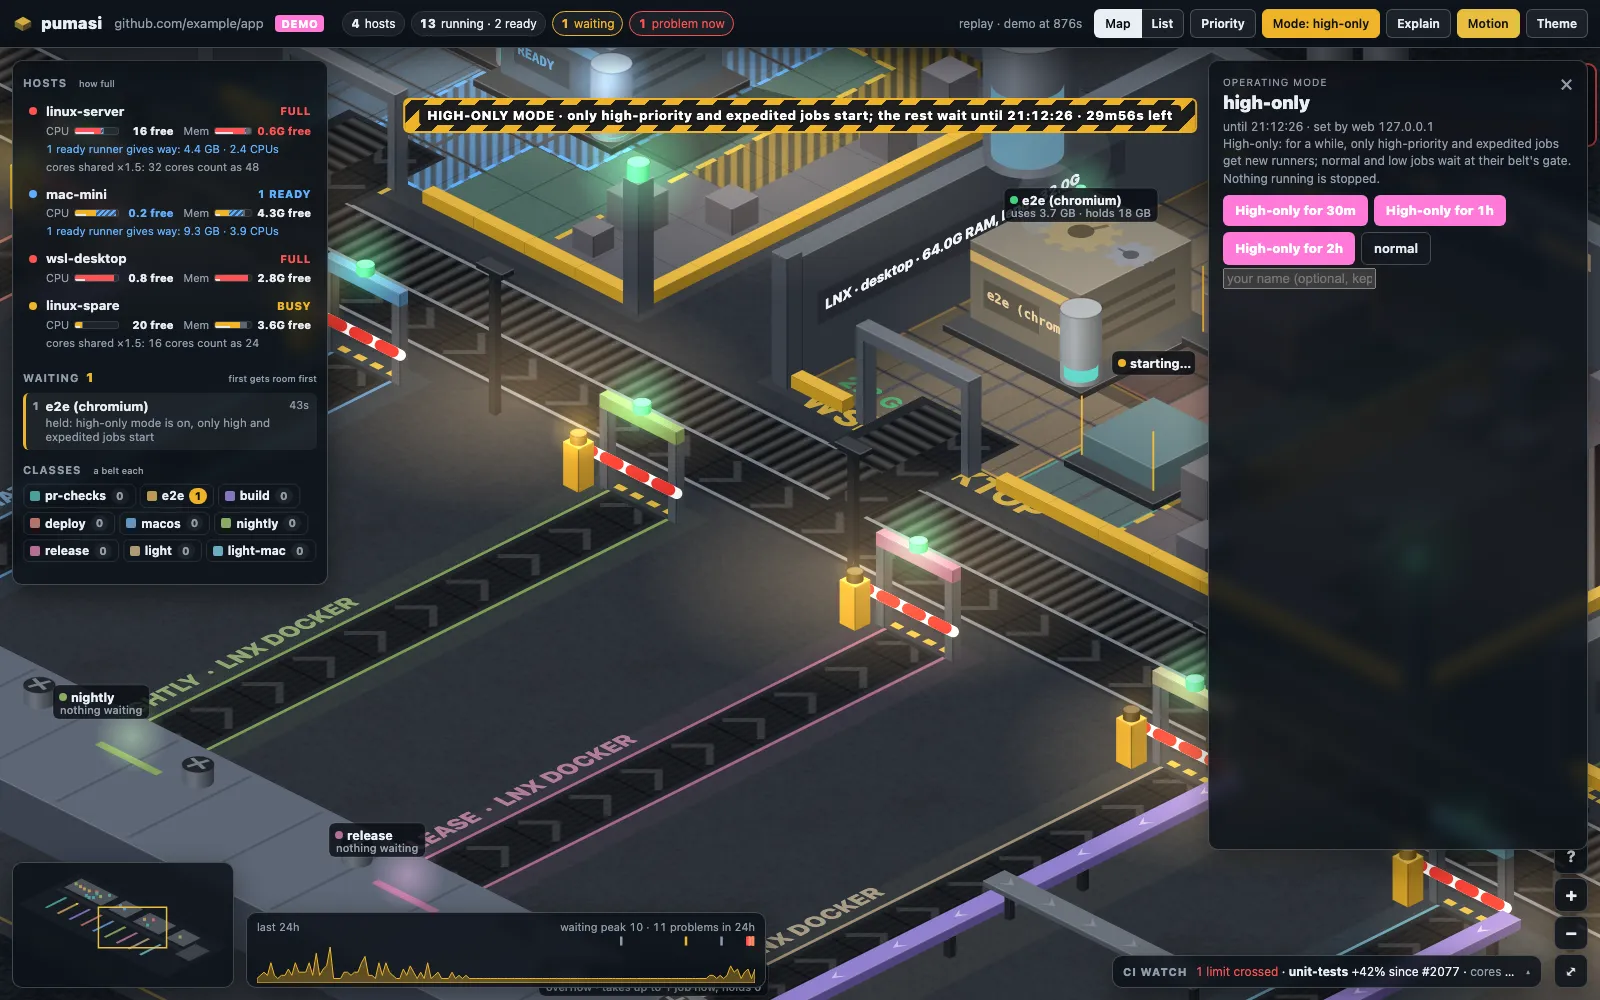 pumasi github.com/example/app DEMO 4 hosts 13 running · 2 ready 1 waiting 1 problem now replay · demo at 876s Map List Priority Mode: high-only Explain Motion Theme
HOSTS how full
linux-server FULL
CPU 16 free Mem 0.6G free
1 ready runner gives way: 4.4 GB · 2.4 CPUs
cores shared ×1.5: 32 cores count as 48
mac-mini 1 READY
CPU 0.2 free Mem 4.3G free
1 ready runner gives way: 9.3 GB · 3.9 CPUs
wsl-desktop FULL
CPU 0.8 free Mem 2.8G free
linux-spare BUSY
CPU 20 free Mem 3.6G free
cores shared ×1.5: 16 cores count as 24
WAITING 1 first gets room first
1 e2e (chromium) 43s
held: high-only mode is on, only high and
expedited jobs start
CLASSES a belt each
pr-checks 0 e2e 1 build 0
deploy 0 macos 0 nightly 0
release 0 light 0 light-mac 0
READY
HIGH-ONLY MODE · only high-priority and expedited jobs start; the rest wait until 21:12:26 · 29m56s left
e2e (chromium)
uses 3.7 GB · holds 18 GB
LNX · desktop · 64.0G RAM,
e2e (chrom
starting...
OPERATING MODE
high-only
until 21:12:26 · set by web 127.0.0.1
High-only: for a while, only high-priority and expedited jobs
get new runners; normal and low jobs wait at their belt's gate.
Nothing running is stopped.
High-only for 30m High-only for 1h
High-only for 2h normal
your name (optional, kep
HTLY · LNX DOCKER
nightly
nothing waiting
EASE · LNX DOCKER
release
nothing waiting
NX DOCKER
last 24h waiting peak 10 · 11 problems in 24h
overflow · takes up to 1 job now, holds 0
CI WATCH 1 limit crossed · unit-tests +42% since #2077 · cores ...
?
+
−